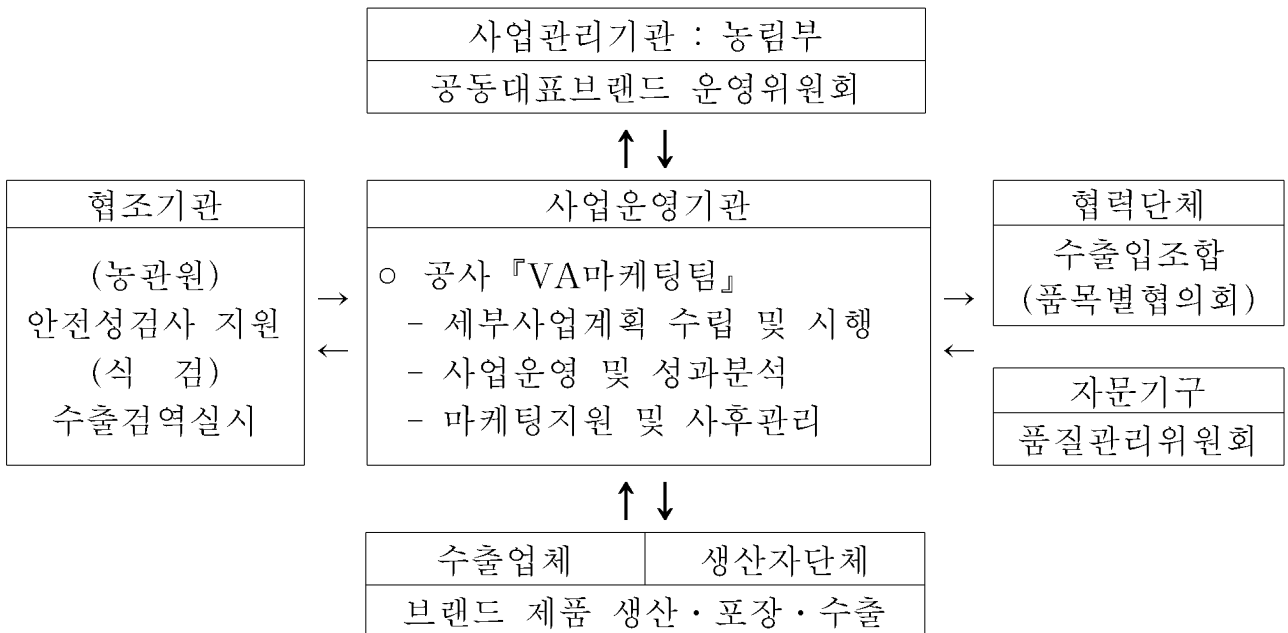 사업관리기관 : 농림부
공동대표브랜드 운영위원회
↑ ↓
협조기관
(농관원)
안전성검사 지원
(식 검)
수출검역실시
→
←
사업운영기관
○ 공사 『VA마케팅팀』
- 세부사업계획 수립 및 시행
- 사업운영 및 성과분석
- 마케팅지원 및 사후관리
→
←
협력단체
수출입조합
(품목별협의회)
자문기구
품질관리위원회
↑ ↓
수출업체 생산자단체
브랜드 제품 생산·포장·수출